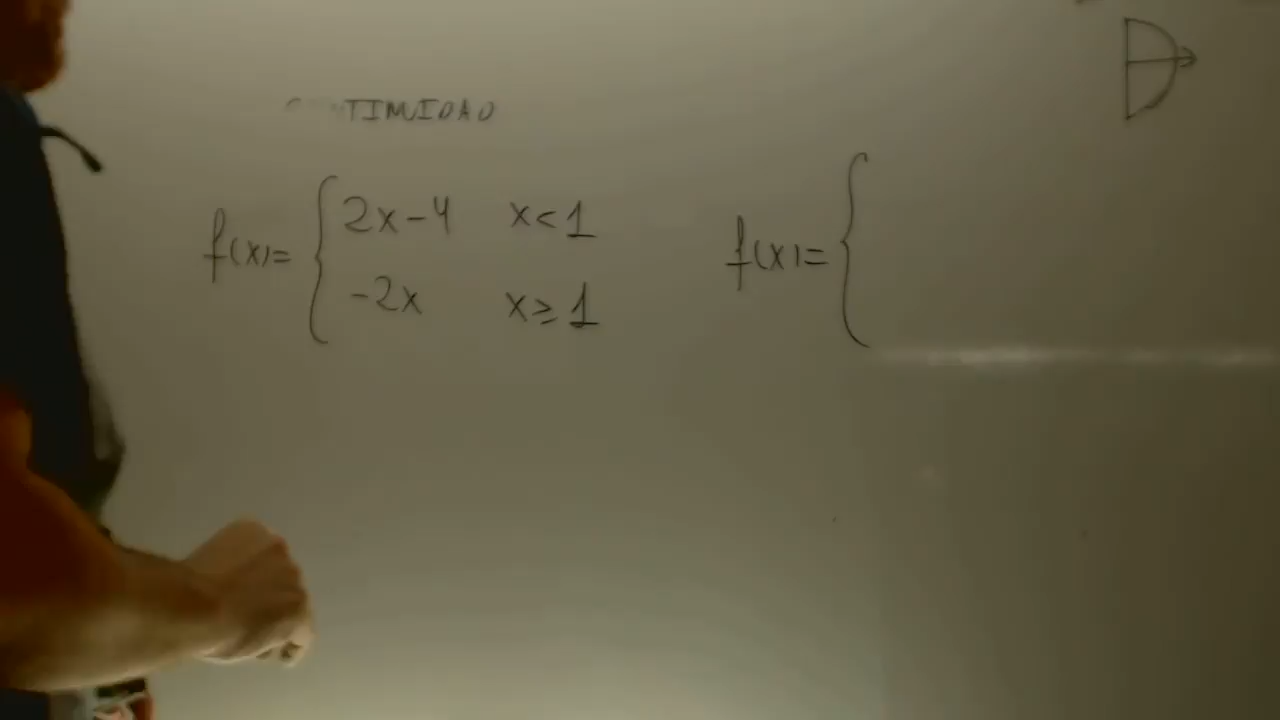 CONTINUIDAD
f(x)= { 2x-4 x<1
-2x x≥1
f(x)= {